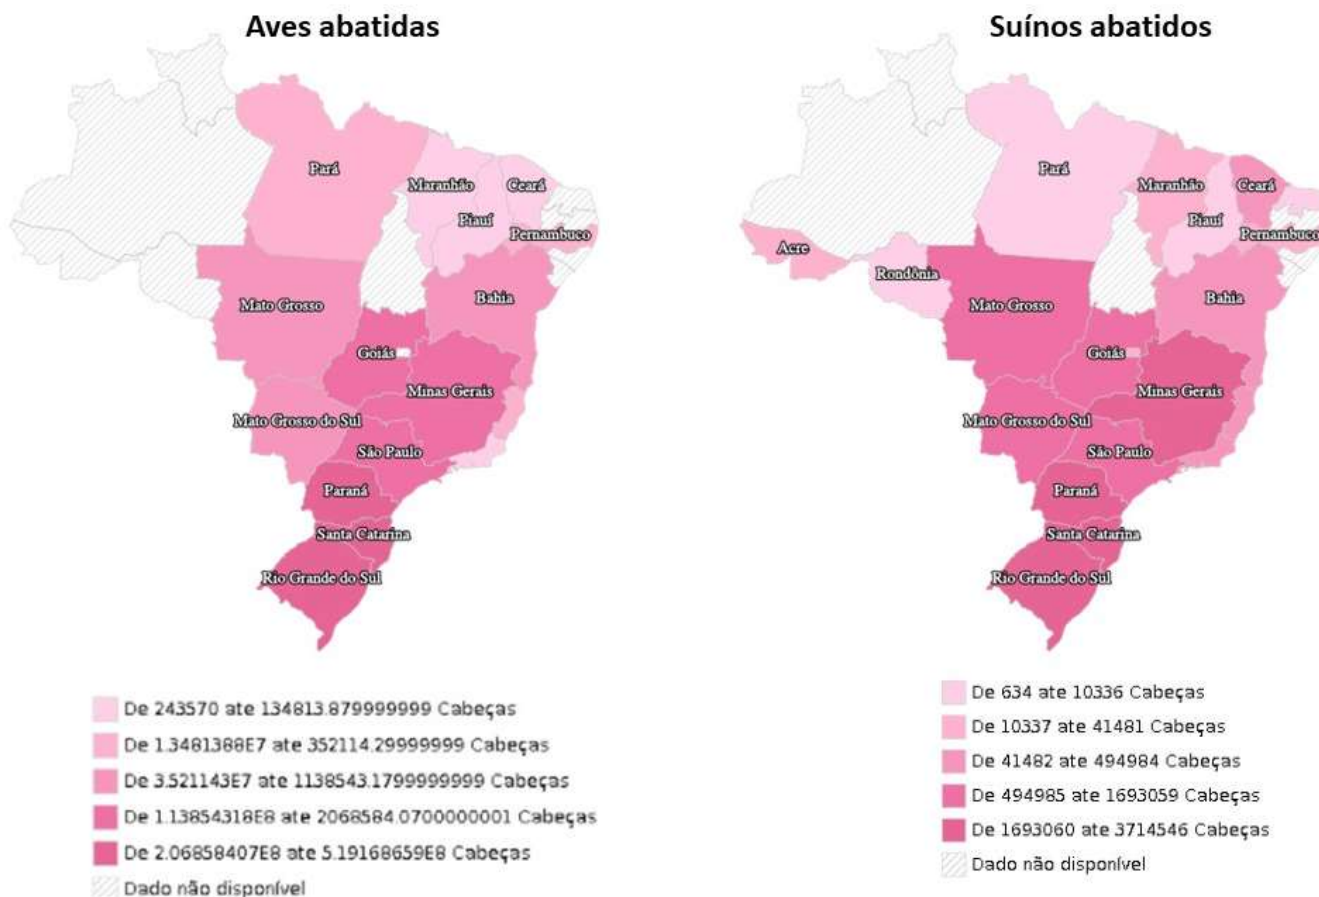 Aves abatidas
Pará
Maranhão
Ceará
Piauí
Pernambuco
Mato Grosso
Bahia
Goiás
Minas Gerais
Mato Grosso do Sul
São Paulo
Paraná
Santa Catarina
Rio Grande do Sul
De 243570 ate 134813.879999999 Cabeças
De 1.3481388E7 ate 352114.29999999 Cabeças
De 3.521143E7 ate 1138543.1799999999 Cabeças
De 1.13854318E8 ate 2068584.0700000001 Cabeças
De 2.06858407E8 ate 5.19168659E8 Cabeças
Dado não disponível
Suínos abatidos
Pará
Maranhão
Ceará
Piauí
Pernambuco
Acre
Rondônia
Mato Grosso
Bahia
Goiás
Minas Gerais
Mato Grosso do Sul
São Paulo
Paraná
Santa Catarina
Rio Grande do Sul
De 634 ate 10336 Cabeças
De 10337 ate 41481 Cabeças
De 41482 ate 494984 Cabeças
De 494985 ate 1693059 Cabeças
De 1693060 ate 3714546 Cabeças
Dado não disponível